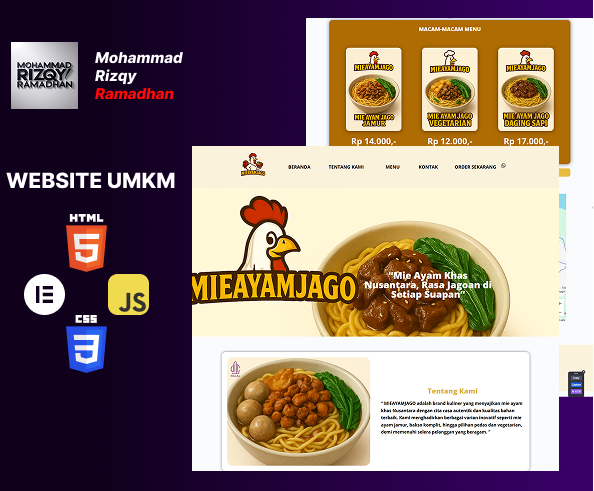 MOHAMMAD
RIZQY
RAMADHAN
Mohammad
Rizqy
Ramadhan
WEBSITE UMKM
HTML
5
JS
CSS
3
MACAM-MACAM MENU
MIEAYAMJAGO
MIE AYAM JAGO
JAMUR
Rp 14.000,-
MIEAYAMJAGO
MIE AYAM JAGO
VEGETARIAN
Rp 12.000,-
MIEAYAMJAGO
MIE AYAM JAGO
DAGING SAPI
Rp 17.000,-
MIEAYAMJAGO
BERANDA TENTANG KAMI MENU KONTAK ORDER SEKARANG
MIEAYAMJAGO
“Mie Ayam Khas
Nusantara, Rasa Jagoan di
Setiap Suapan”
HALAL
Tentang Kami
" MIEAYAMJAGO adalah brand kuliner yang menyajikan mie ayam
khas Nusantara dengan cita rasa autentik dan kualitas bahan
terbaik. Kami menghadirkan berbagai varian inovatif seperti mie
ayam jamur, bakso komplit, hingga pilihan pedas dan vegetarian,
demi memenuhi selera pelanggan yang beragam. "